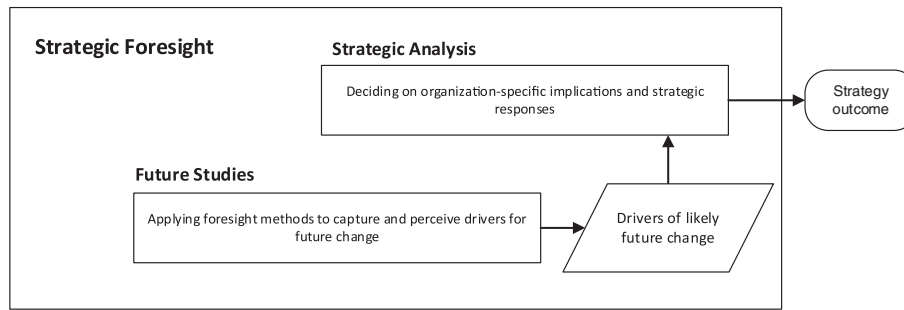 Strategic Foresight
Strategic Analysis
Deciding on organization-specific implications and strategic
responses
Strategy
outcome
Future Studies
Applying foresight methods to capture and perceive drivers for
future change
Drivers of likely
future change